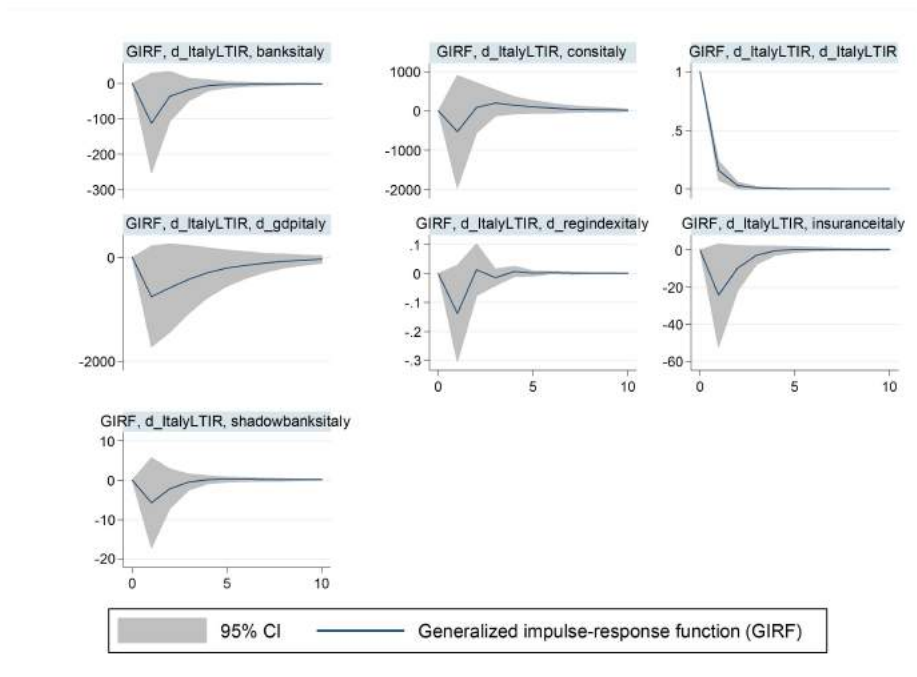 GIRF, d_ItalyLTIR, banksitaly
0
-100
-200
-300
GIRF, d_ItalyLTIR, consitaly
1000
0
-1000
-2000
GIRF, d_ItalyLTIR, d_ItalyLTIR
1
.5
0
GIRF, d_ItalyLTIR, d_gdpitaly
0
-2000
GIRF, d_ItalyLTIR, d_regindexitaly
.1
0
-.1
-.2
-.3
0 5 10
GIRF, d_ItalyLTIR, insuranceitaly
0
-20
-40
-60
0 5 10
GIRF, d_ItalyLTIR, shadowbanksitaly
10
0
-10
-20
0 5 10
95% CI Generalized impulse-response function (GIRF)